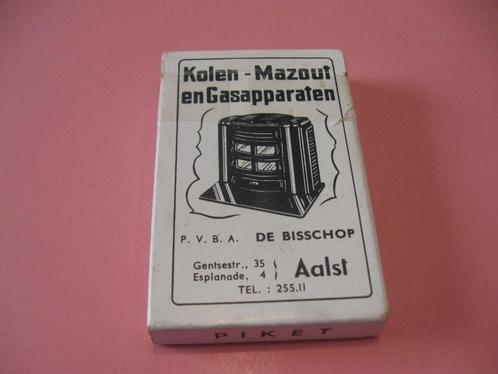 Kolen - Mazout
en Gasapparaten
P. V. B. A. DE BISSCHOP
Gentsestr., 35
Esplanade, 4
Aalst
TEL. : 255.11
PIKET